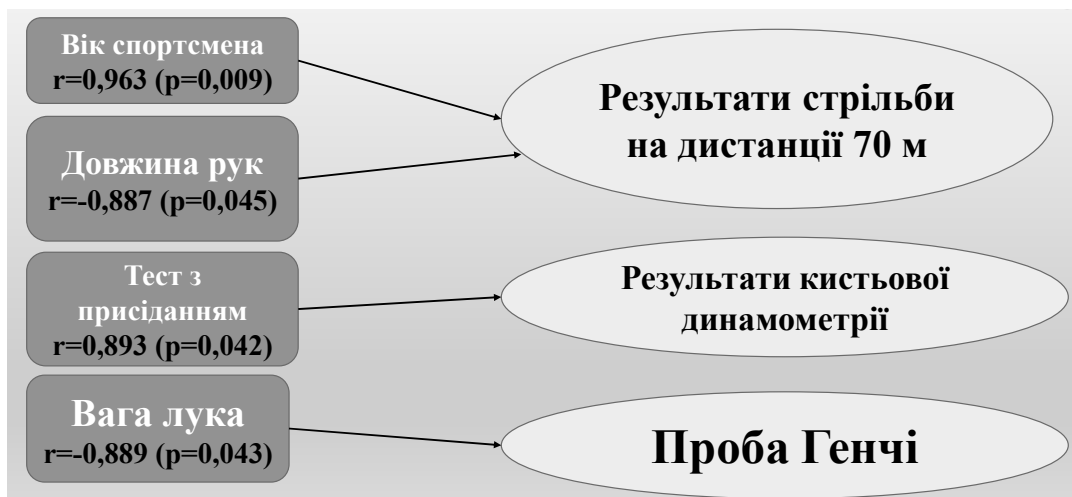 Вік спортсмена
r=0,963 (p=0,009)
Довжина рук
r=-0,887 (p=0,045)
Тест з
присіданням
r=0,893 (p=0,042)
Вага лука
r=-0,889 (p=0,043)
Результати стрільби
на дистанції 70 м
Результати кистьової
динамометрії
Проба Генчі